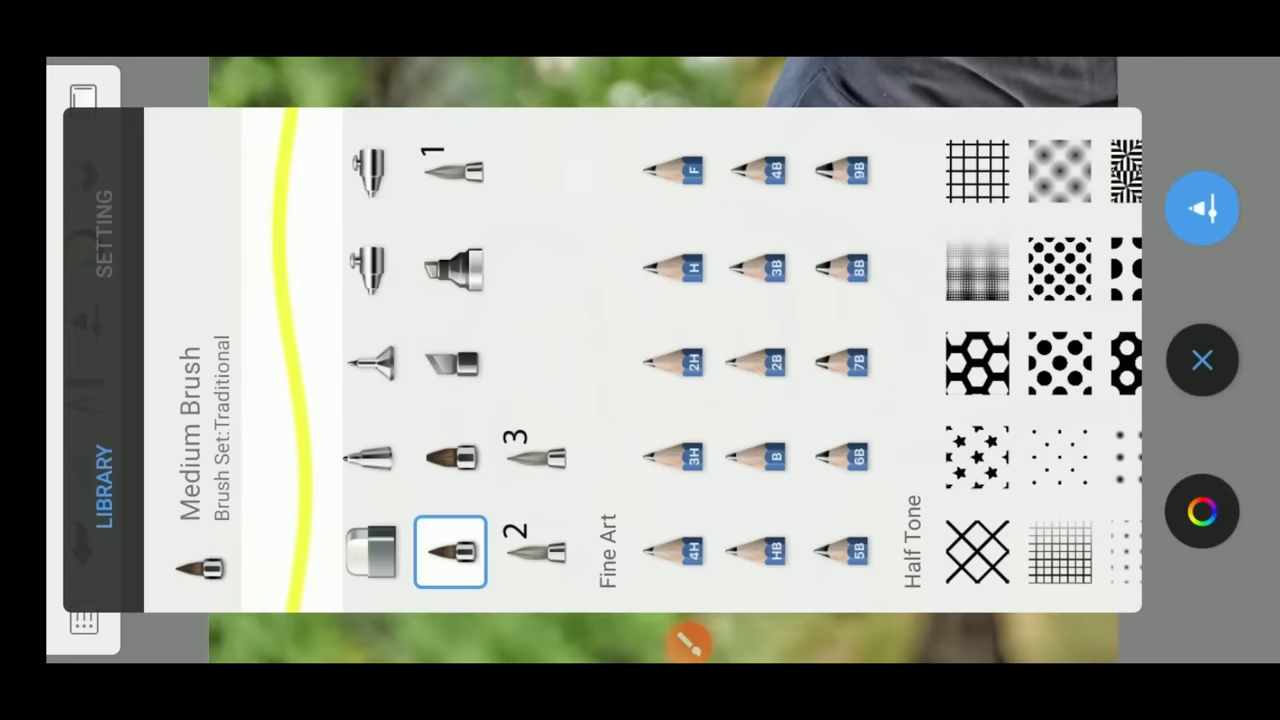 LIBRARY SETTING
Medium Brush
Brush Set:Traditional
1
2 3
Fine Art
4H 3H 2H H F
HB B 2B 3B 4B
5B 6B 7B 8B 9B
Half Tone